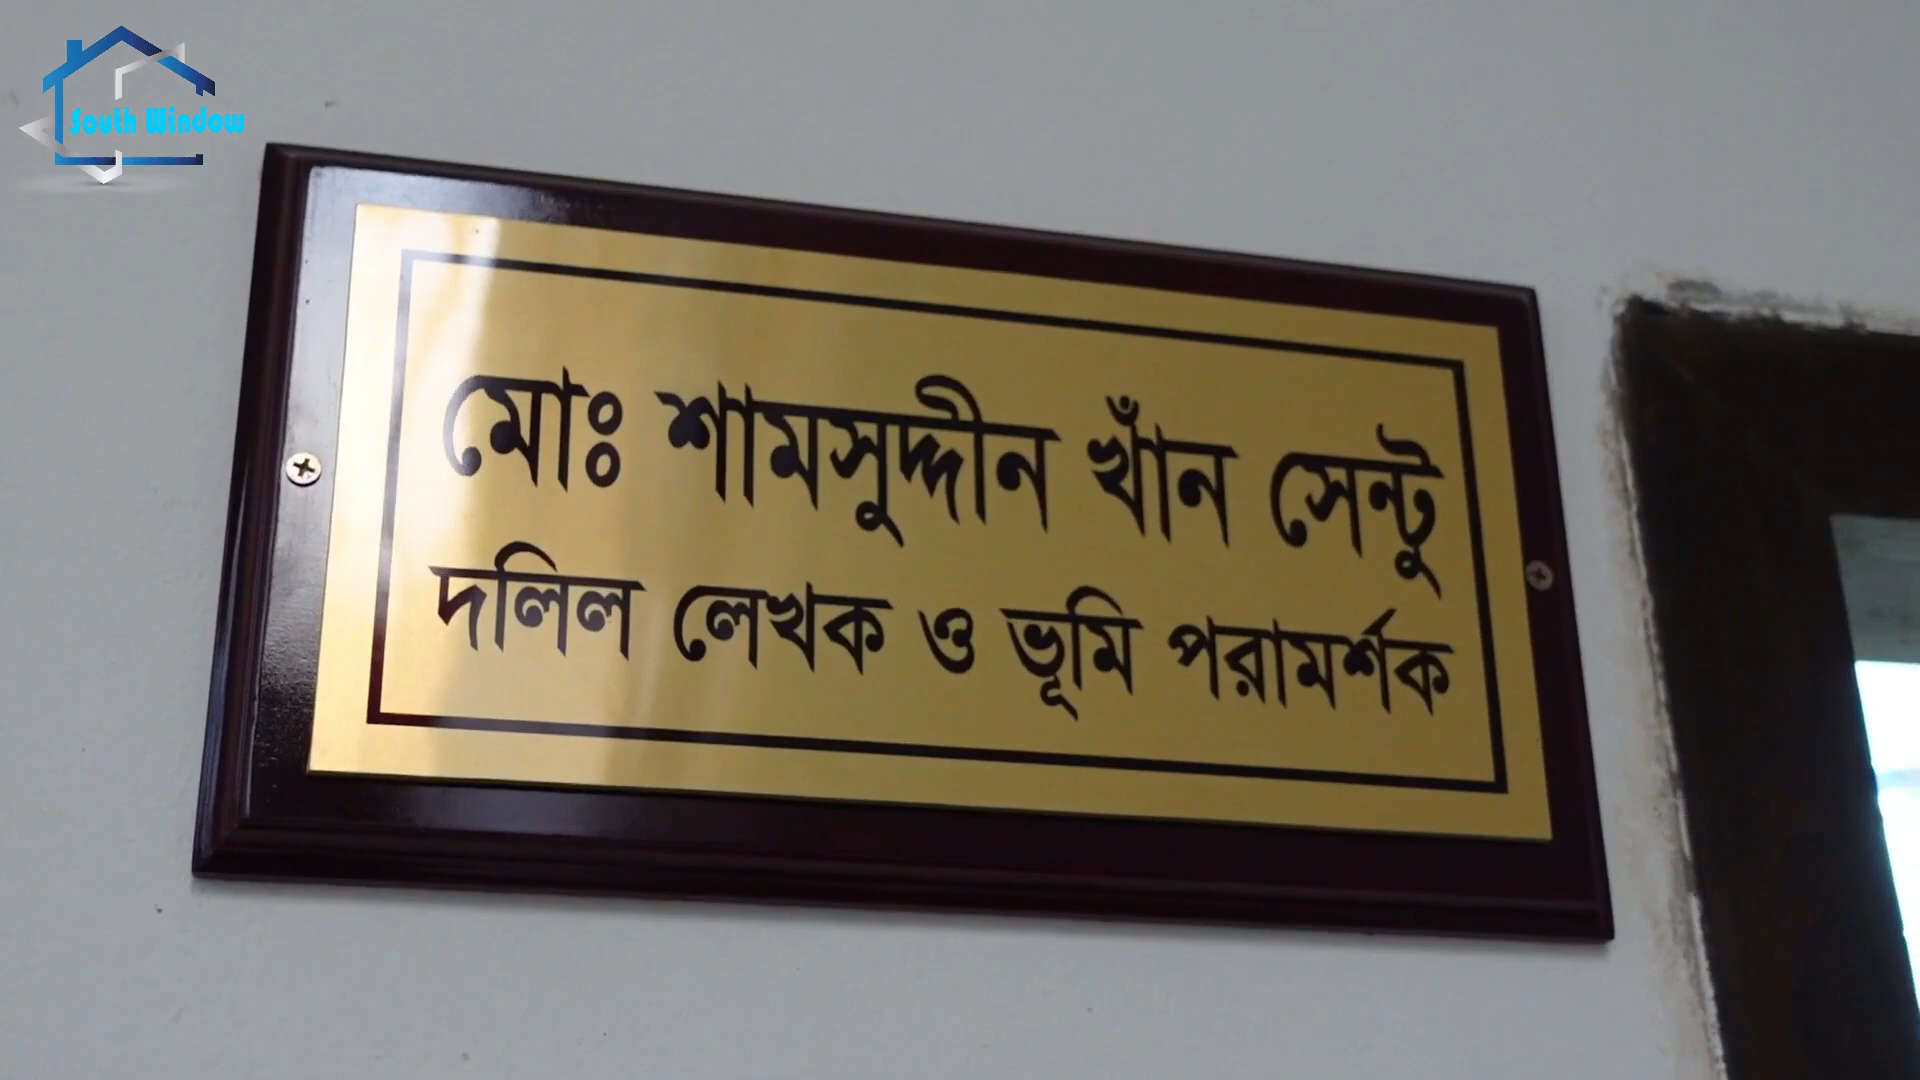 South Window
মোঃ শামসুদ্দীন খাঁন সেন্টু
দলিল লেখক ও ভূমি পরামর্শক